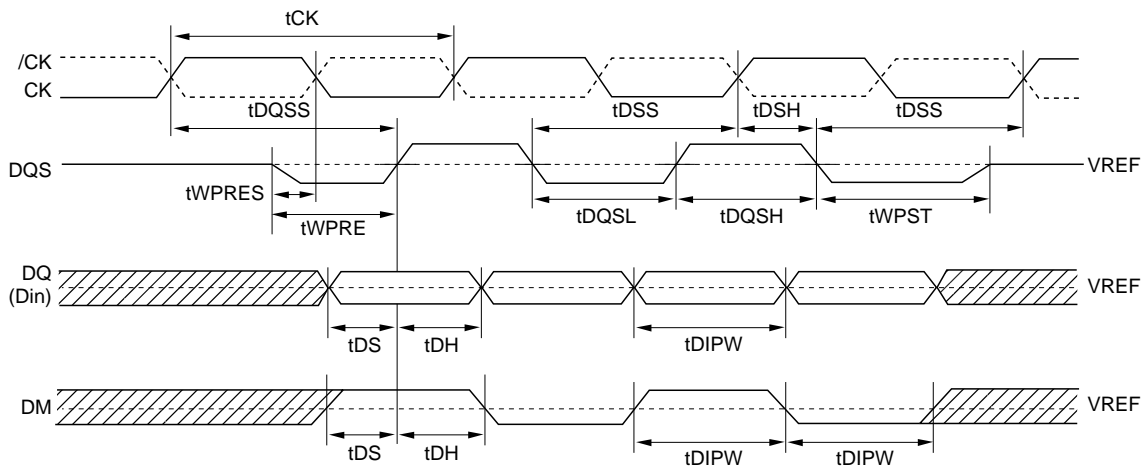 tCK
/CK
CK
tDQSS
tDSS
tDSH
tDSS
DQS
VREF
tWPRES
tWPRE
tDQSL
tDQSH
tWPST
DQ
(Din)
VREF
tDS
tDH
tDIPW
DM
VREF
tDS
tDH
tDIPW
tDIPW